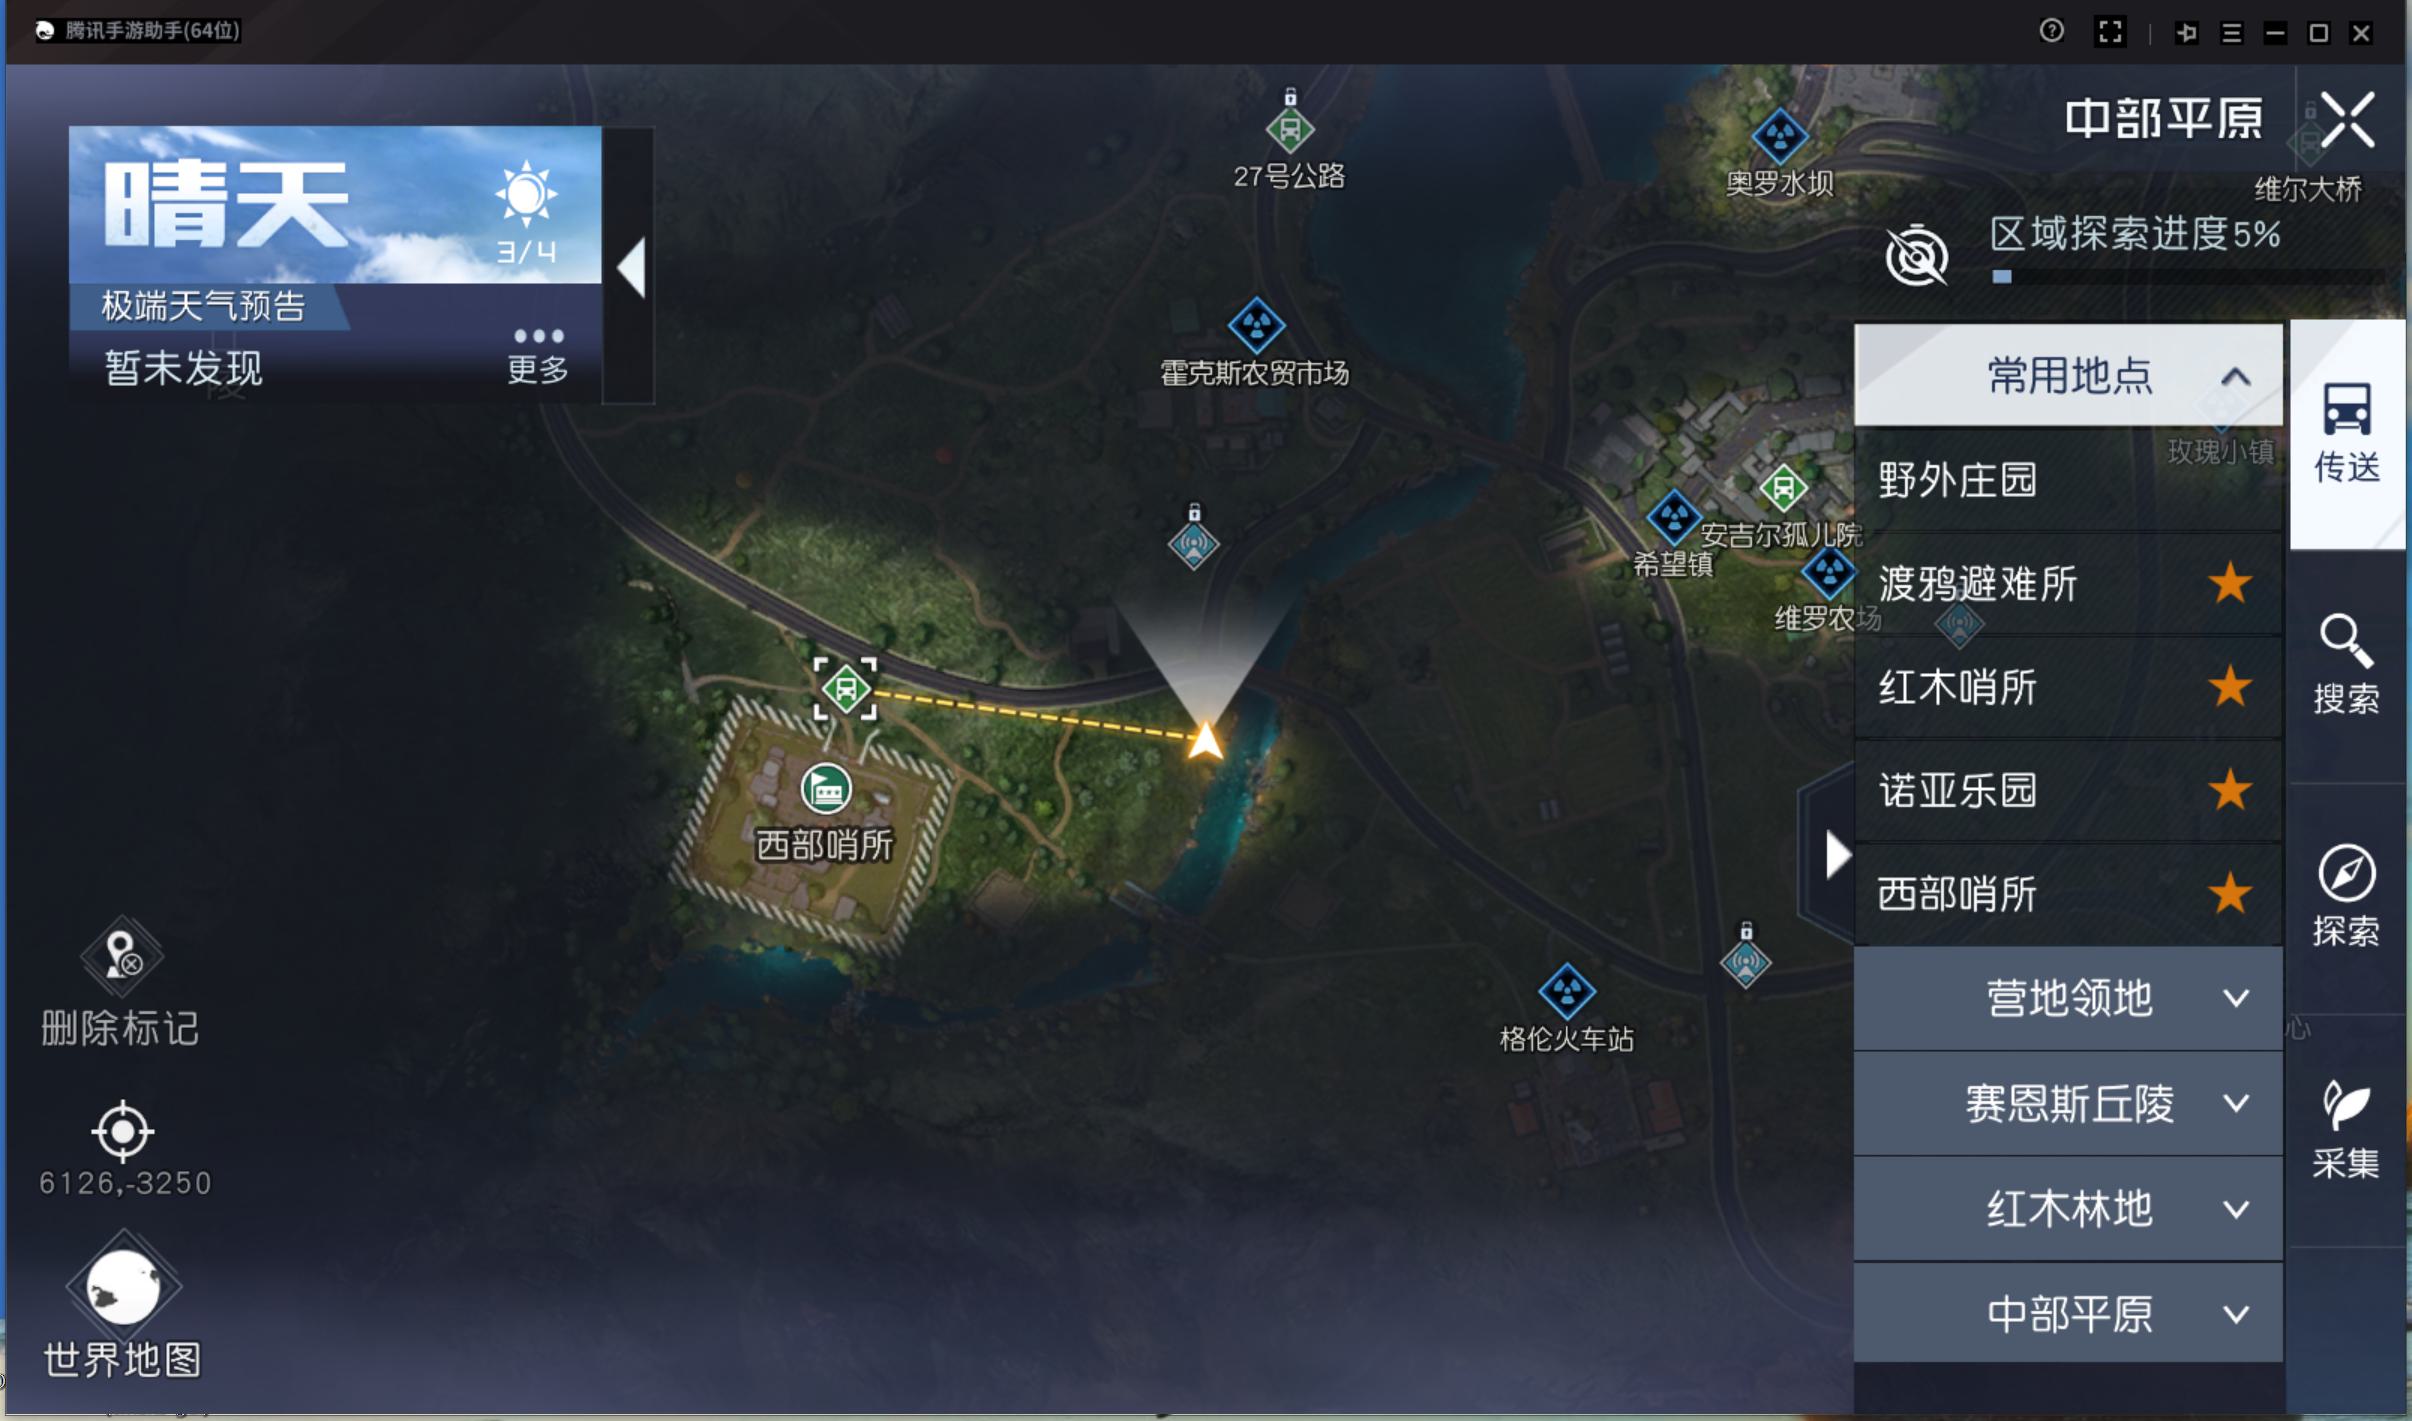 腾讯手游助手(64位)
中部平原
晴天
3/4
极端天气预告
暂未发现
更多
27号公路
奥罗水坝
维尔大桥
区域探索进度5%
霍克斯农贸市场
常用地点
玫瑰小镇
传送
野外庄园
安吉尔孤儿院
希望镇
渡鸦避难所
维罗农场
红木哨所
搜索
诺亚乐园
西部哨所
西部哨所
探索
营地领地
心
格伦火车站
删除标记
赛恩斯丘陵
采集
6126,-3250
红木林地
中部平原
世界地图